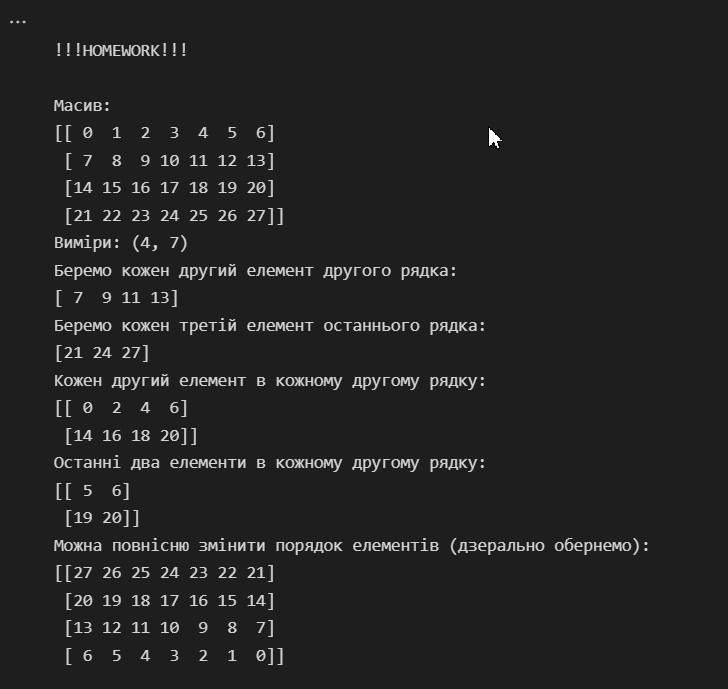 ...
!!!HOMEWORK!!!
Масив:
[[ 0  1  2  3  4  5  6]
 [ 7  8  9 10 11 12 13]
 [14 15 16 17 18 19 20]
 [21 22 23 24 25 26 27]]
Виміри: (4, 7)
Беремо кожен другий елемент другого рядка:
[ 7  9 11 13]
Беремо кожен третій елемент останнього рядка:
[21 24 27]
Кожен другий елемент в кожному другому рядку:
[[ 0  2  4  6]
 [14 16 18 20]]
Останні два елементи в кожному другому рядку:
[[ 5  6]
 [19 20]]
Можна повнісню змінити порядок елементів (дзерально обернемо):
[[27 26 25 24 23 22 21]
 [20 19 18 17 16 15 14]
 [13 12 11 10  9  8  7]
 [ 6  5  4  3  2  1  0]]